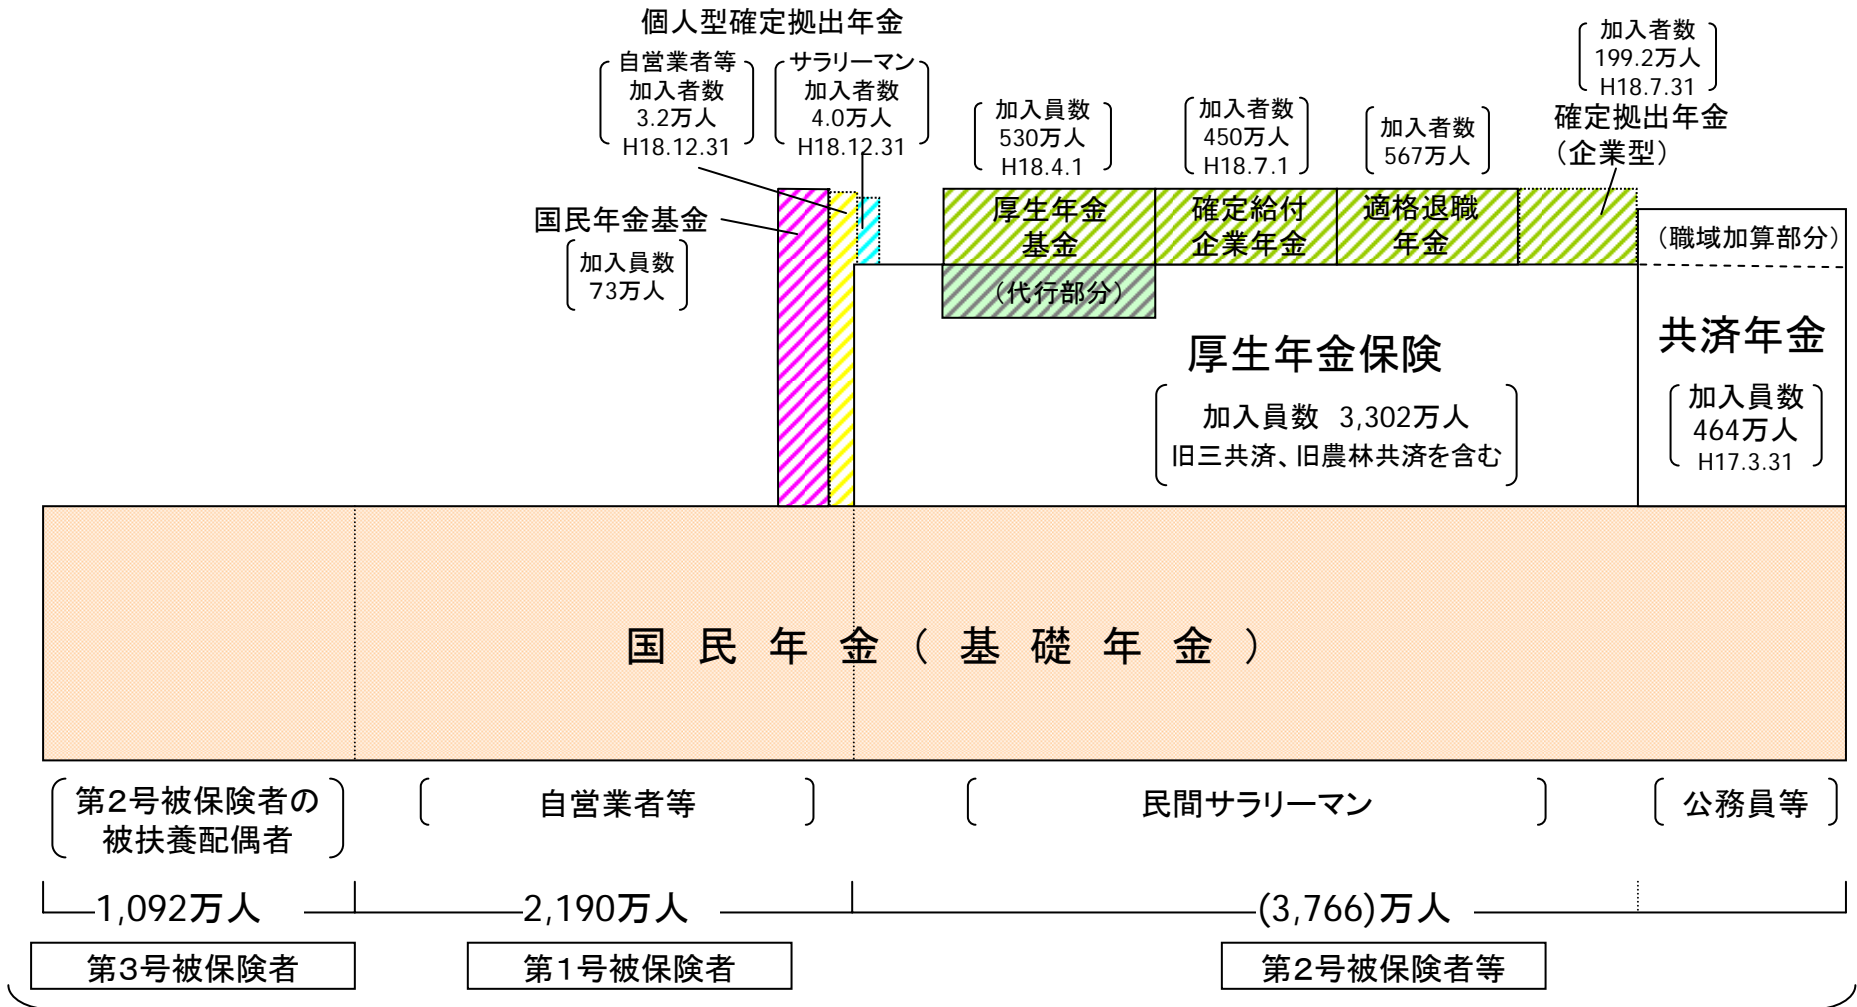 個人型確定拠出年金
自営業者等
加入者数
3.2万人
H18.12.31
サラリーマン
加入者数
4.0万人
H18.12.31
加入員数
530万人
H18.4.1
加入者数
450万人
H18.7.1
加入者数
567万人
加入者数
199.2万人
H18.7.31
確定拠出年金
（企業型）
国民年金基金
加入員数
73万人
厚生年金
基金
確定給付
企業年金
適格退職
年金
（職域加算部分）
（代行部分）
厚生年金保険
加入員数 3,302万人
旧三共済、旧農林共済を含む
共済年金
加入員数
464万人
H17.3.31
国民年金（基礎年金）
第2号被保険者の
被扶養配偶者
自営業者等
民間サラリーマン
公務員等
1,092万人
2,190万人
(3,766)万人
第3号被保険者
第1号被保険者
第2号被保険者等